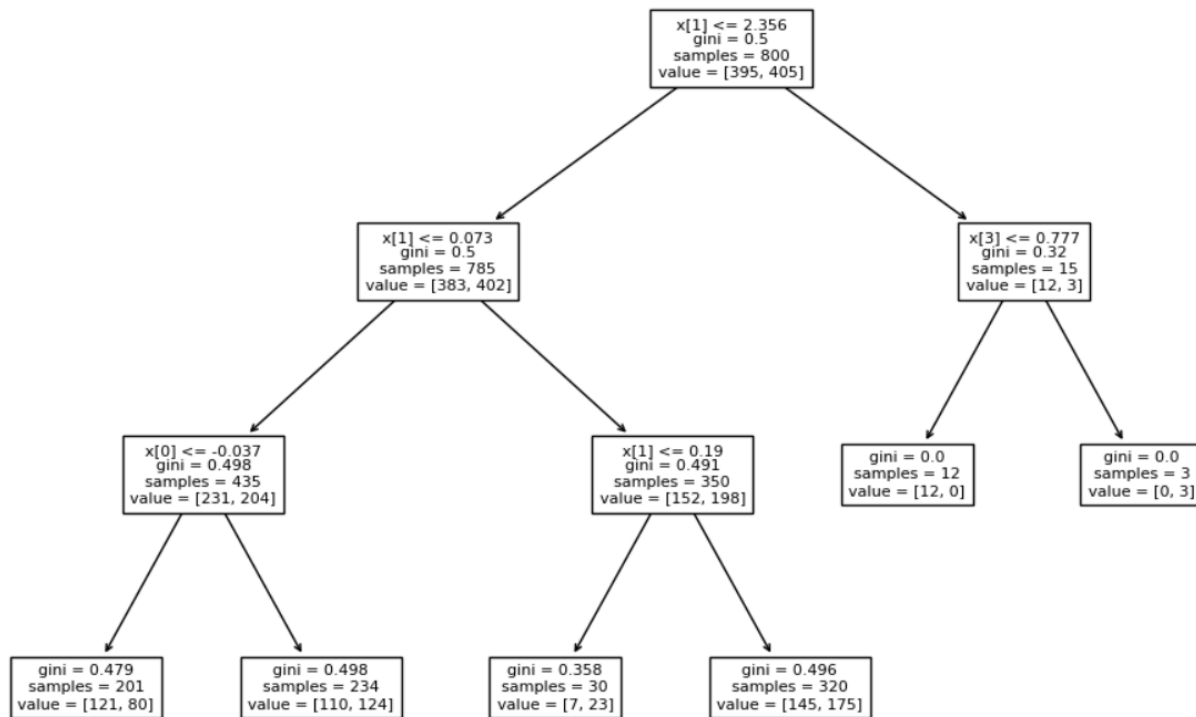 x[1] <= 2.356
gini = 0.5
samples = 800
value = [395, 405]
x[1] <= 0.073
gini = 0.5
samples = 785
value = [383, 402]
x[3] <= 0.777
gini = 0.32
samples = 15
value = [12, 3]
x[0] <= -0.037
gini = 0.498
samples = 435
value = [231, 204]
x[1] <= 0.19
gini = 0.491
samples = 350
value = [152, 198]
gini = 0.0
samples = 12
value = [12, 0]
gini = 0.0
samples = 3
value = [0, 3]
gini = 0.479
samples = 201
value = [121, 80]
gini = 0.498
samples = 234
value = [110, 124]
gini = 0.358
samples = 30
value = [7, 23]
gini = 0.496
samples = 320
value = [145, 175]